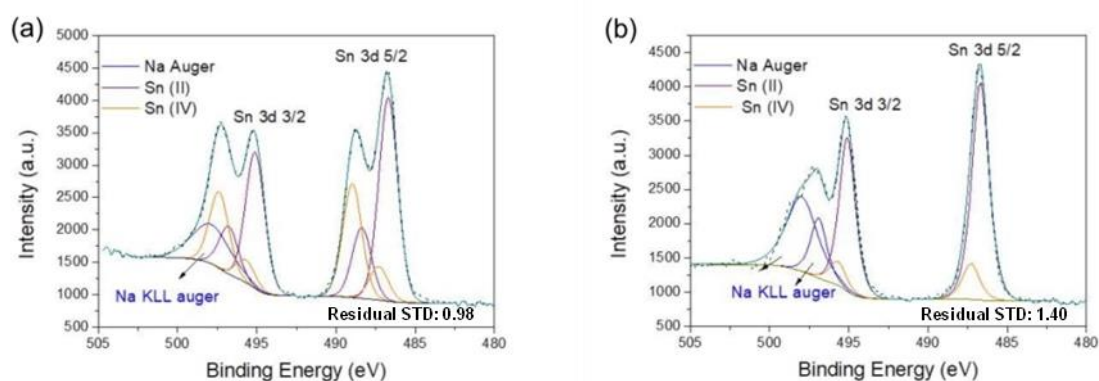 (a)
Na Auger
Sn (II)
Sn (IV)
Sn 3d 5/2
Sn 3d 3/2
Na KLL auger
Residual STD: 0.98
Intensity (a.u.)
5000
4500
4000
3500
3000
2500
2000
1500
1000
500
505 500 495 490 485 480
Binding Energy (eV)
(b)
Na Auger
Sn (II)
Sn (IV)
Sn 3d 5/2
Sn 3d 3/2
Na KLL auger
Residual STD: 1.40
Intensity (a.u.)
4500
4000
3500
3000
2500
2000
1500
1000
500
505 500 495 490 485 480
Binding Energy (eV)